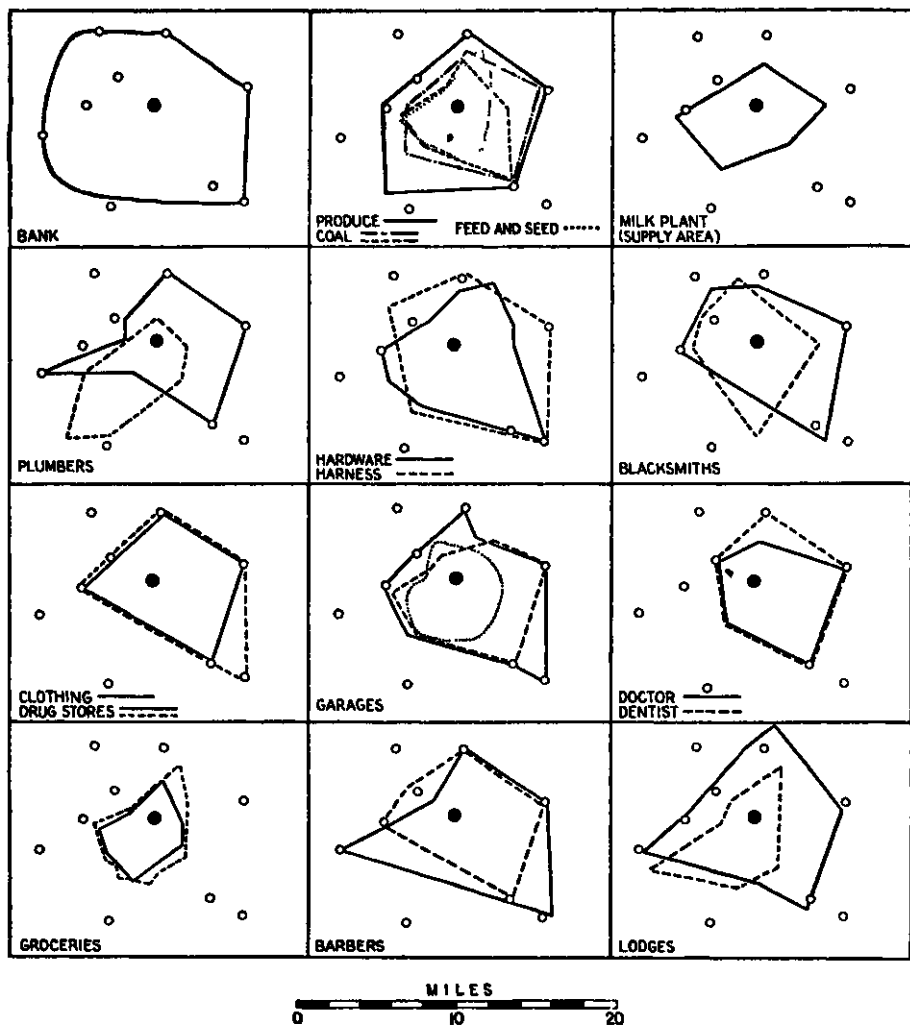 BANK
PRODUCE
COAL
FEED AND SEED
MILK PLANT
(SUPPLY AREA)
PLUMBERS
HARDWARE
HARNESS
BLACKSMITHS
CLOTHING
DRUG STORES
GARAGES
DOCTOR
DENTIST
GROCERIES
BARBERS
LODGES
MILES
0 10 20